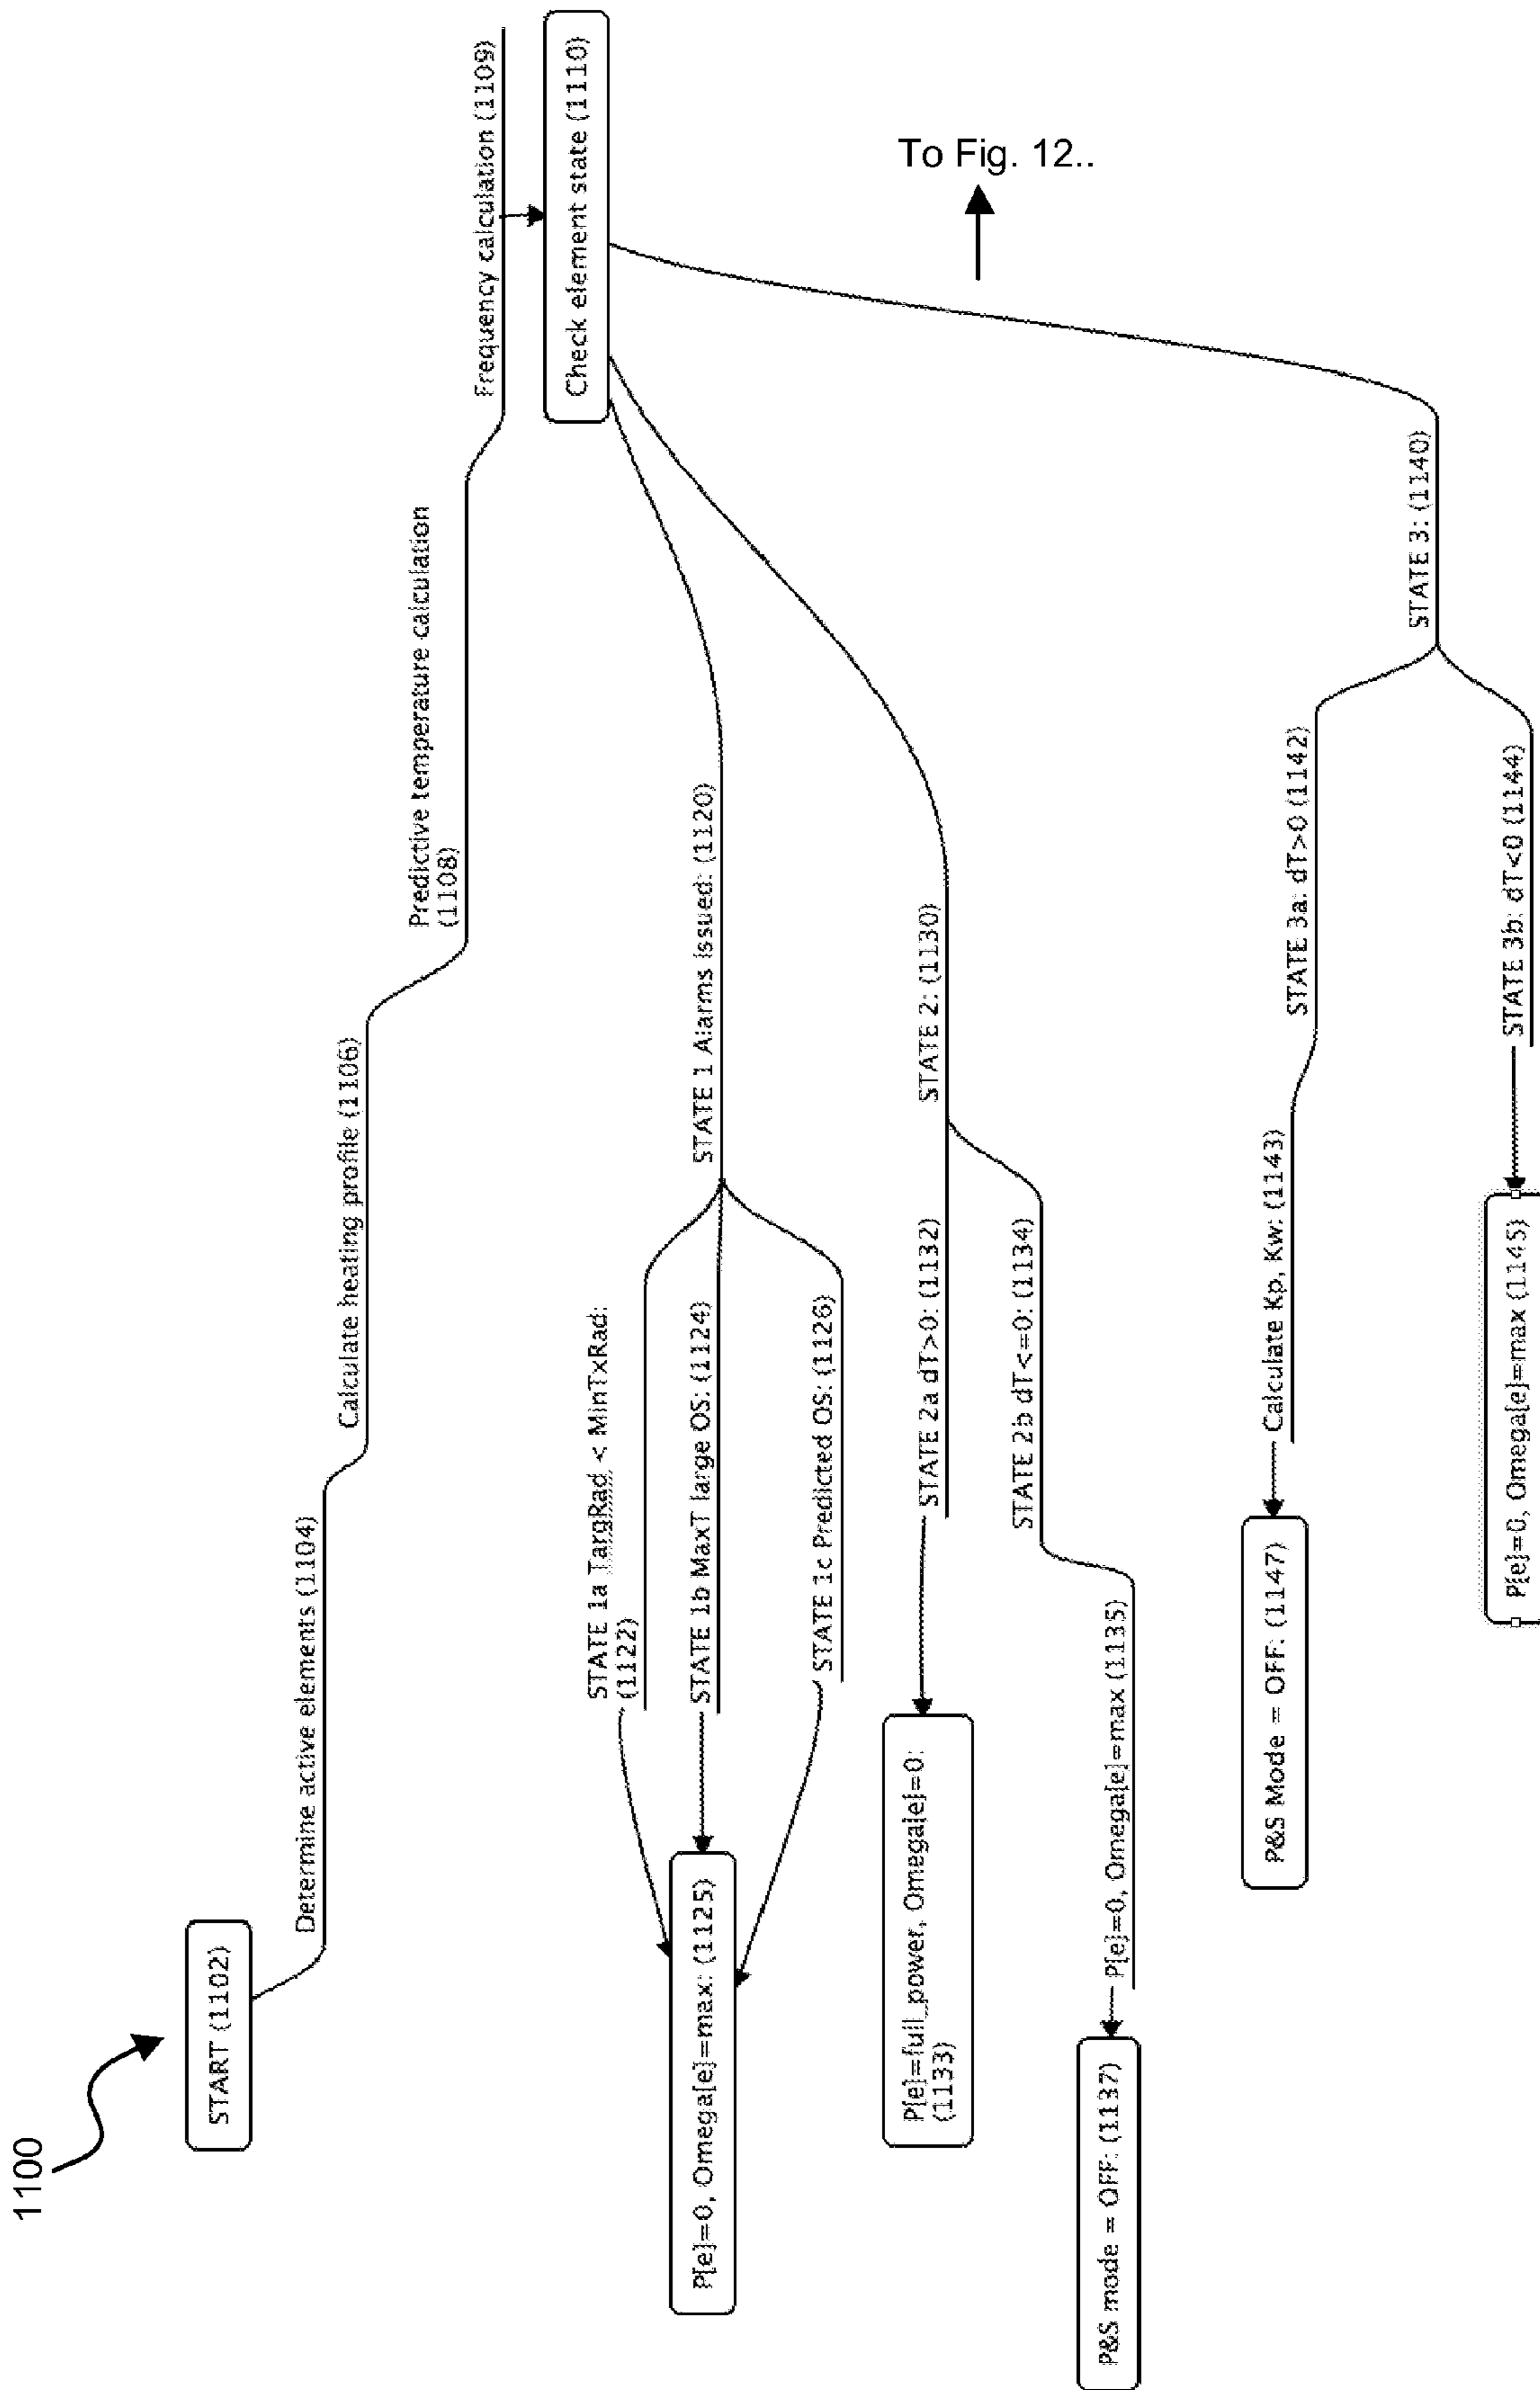 1100
START (1102)
Determine active elements (1104)
Calculate heating profile (1106)
Predictive temperature calculation
(1108)
Frequency calculation (1109)
Check element state (1110)
To Fig. 12..
STATE 1 Alarms issued: (1120)
STATE 1a TargRad < MinTxRad:
(1122)
STATE 1b MaxT large OS: (1124)
STATE 1c Predicted OS: (1126)
P[e]=0, Omega[e]=max: (1125)
STATE 2: (1130)
STATE 2a dT>0: (1132)
P[e]=full_power, Omega[e]=0:
(1133)
STATE 2b dT<=0: (1134)
P[e]=0, Omega[e]=max (1135)
P&S mode = OFF: (1137)
STATE 3: (1140)
STATE 3a: dT>0 (1142)
Calculate Kp, Kw: (1143)
P&S Mode = OFF: (1147)
STATE 3b: dT<0 (1144)
P[e]=0, Omega[e]=max (1145)